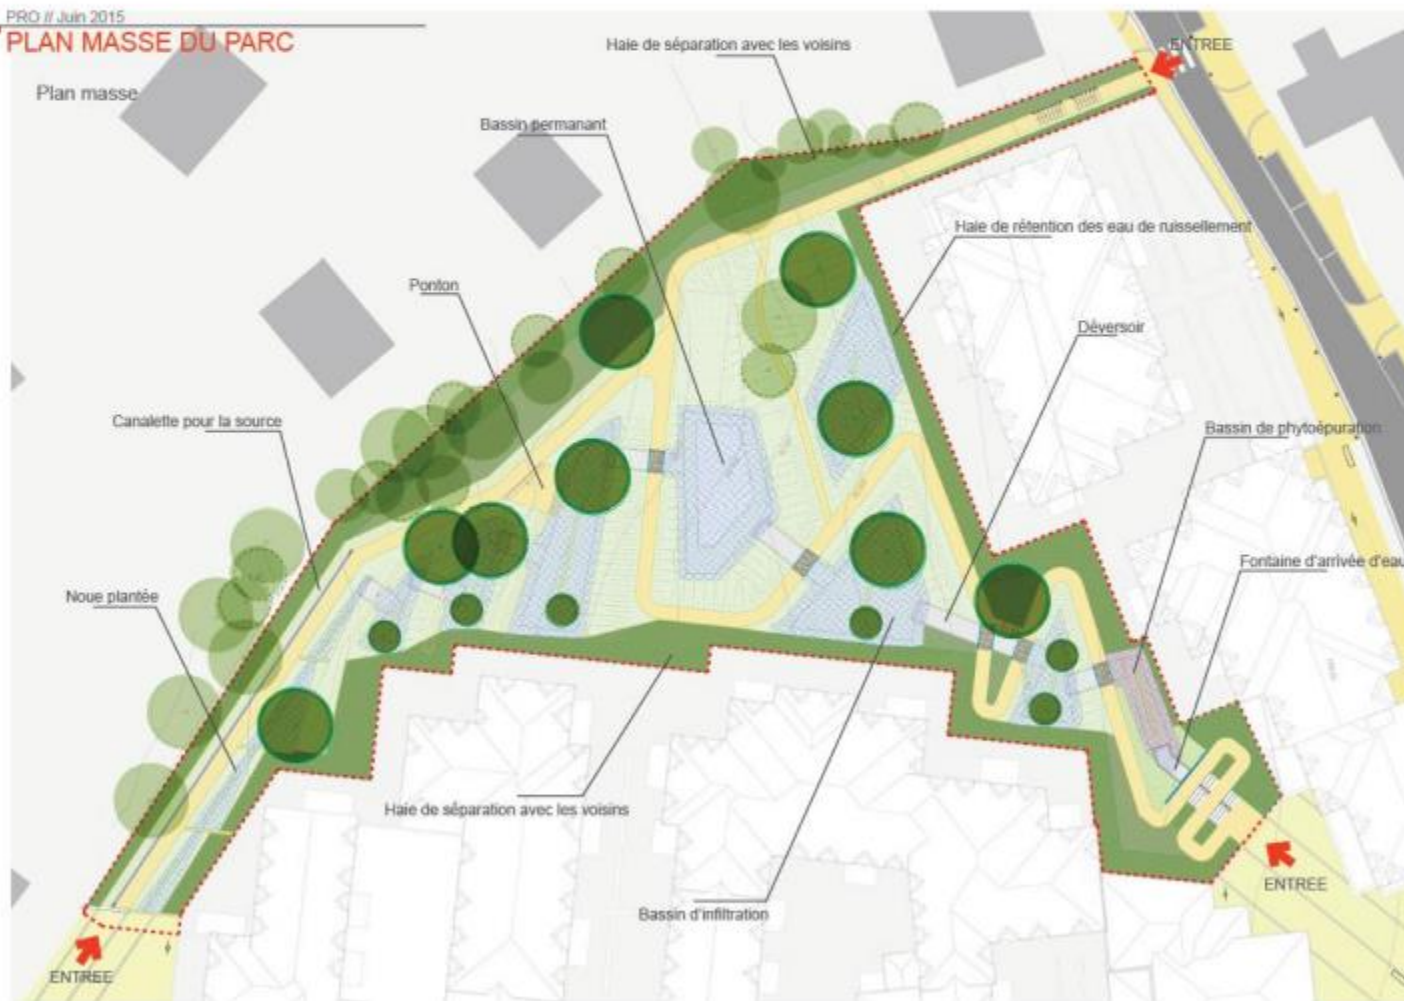 PRO // Juin 2015
PLAN MASSE DU PARC
Plan masse
Haie de séparation avec les voisins
ENTREE
Bassin permanant
Haie de rétention des eau de ruissellement
Ponton
Déversoir
Canalette pour la source
Bassin de phytoépuration
Fontaine d'arrivée d'eau
Noue plantée
Haie de séparation avec les voisins
Bassin d'infiltration
ENTREE
ENTREE